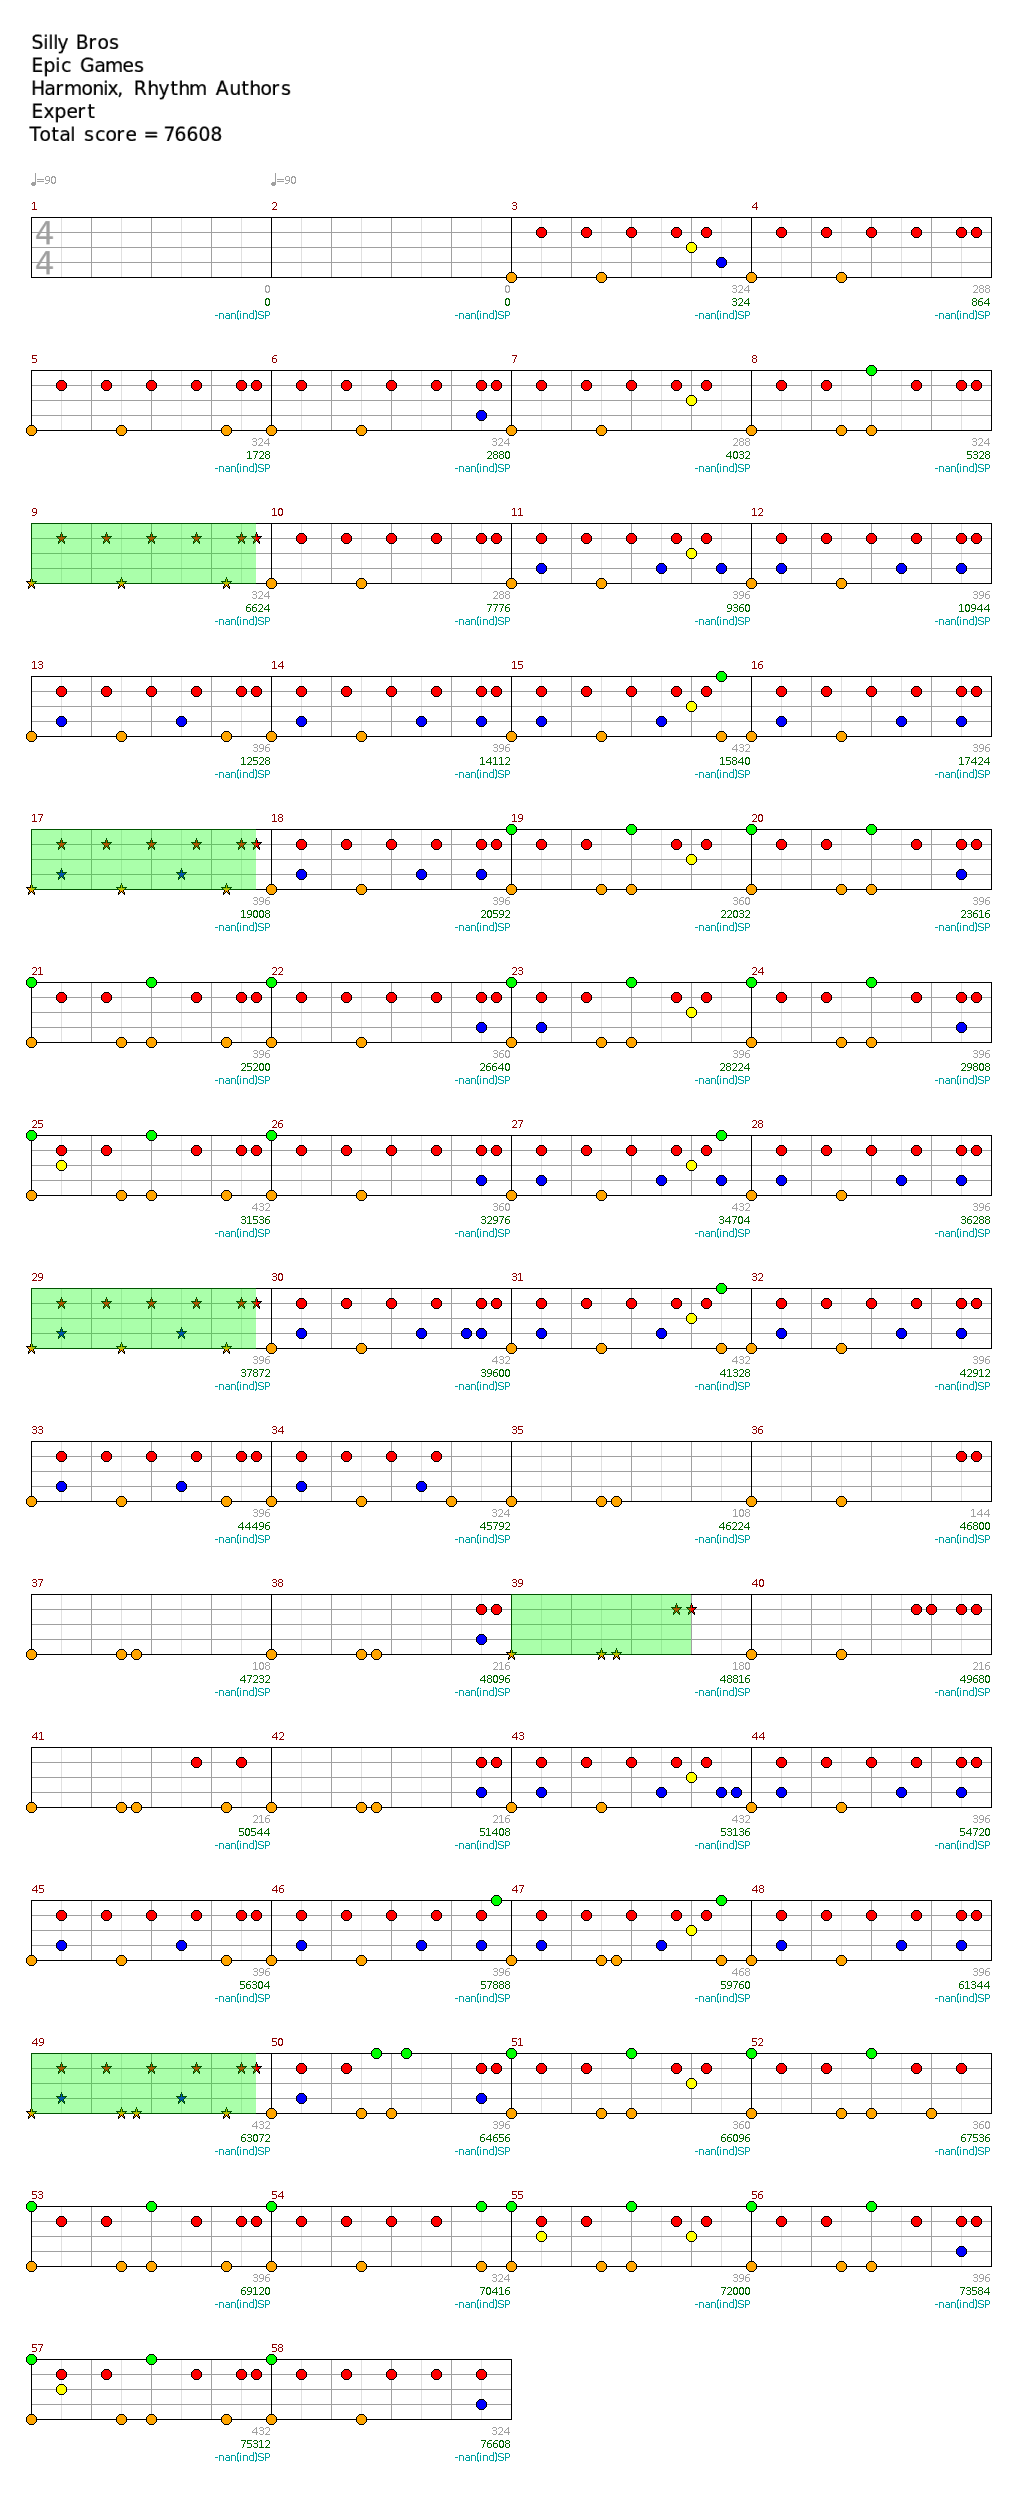 Silly Bros
Epic Games
Harmonix, Rhythm Authors
Expert
Total score = 76608
♩=90 ♩=90
1 2 3 4
4
4
0 0 324 288
0 0 324 864
-nan(ind)SP -nan(ind)SP -nan(ind)SP -nan(ind)SP
5 6 7 8
324 324 288 324
1728 2880 4032 5328
-nan(ind)SP -nan(ind)SP -nan(ind)SP -nan(ind)SP
9 10 11 12
324 288 396 396
6624 7776 9360 10944
-nan(ind)SP -nan(ind)SP -nan(ind)SP -nan(ind)SP
13 14 15 16
396 396 432 396
12528 14112 15840 17424
-nan(ind)SP -nan(ind)SP -nan(ind)SP -nan(ind)SP
17 18 19 20
396 396 360 396
19008 20592 22032 23616
-nan(ind)SP -nan(ind)SP -nan(ind)SP -nan(ind)SP
21 22 23 24
396 360 396 396
25200 26640 28224 29808
-nan(ind)SP -nan(ind)SP -nan(ind)SP -nan(ind)SP
25 26 27 28
432 360 432 396
31536 32976 34704 36288
-nan(ind)SP -nan(ind)SP -nan(ind)SP -nan(ind)SP
29 30 31 32
396 432 432 396
37872 39600 41328 42912
-nan(ind)SP -nan(ind)SP -nan(ind)SP -nan(ind)SP
33 34 35 36
396 324 108 144
44496 45792 46224 46800
-nan(ind)SP -nan(ind)SP -nan(ind)SP -nan(ind)SP
37 38 39 40
108 216 180 216
47232 48096 48816 49680
-nan(ind)SP -nan(ind)SP -nan(ind)SP -nan(ind)SP
41 42 43 44
216 216 432 396
50544 51408 53136 54720
-nan(ind)SP -nan(ind)SP -nan(ind)SP -nan(ind)SP
45 46 47 48
396 396 468 396
56304 57888 59760 61344
-nan(ind)SP -nan(ind)SP -nan(ind)SP -nan(ind)SP
49 50 51 52
432 396 360 360
63072 64656 66096 67536
-nan(ind)SP -nan(ind)SP -nan(ind)SP -nan(ind)SP
53 54 55 56
396 324 396 396
69120 70416 72000 73584
-nan(ind)SP -nan(ind)SP -nan(ind)SP -nan(ind)SP
57 58
432 324
75312 76608
-nan(ind)SP -nan(ind)SP